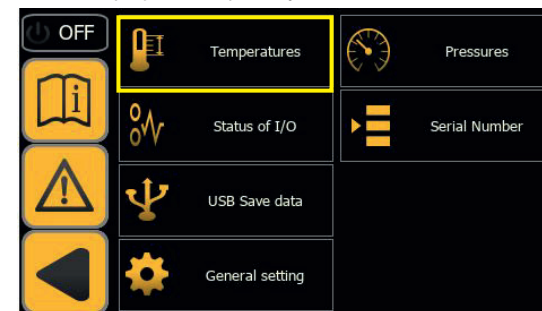 OFF
Temperatures
Pressures
Status of I/O
Serial Number
USB Save data
General setting